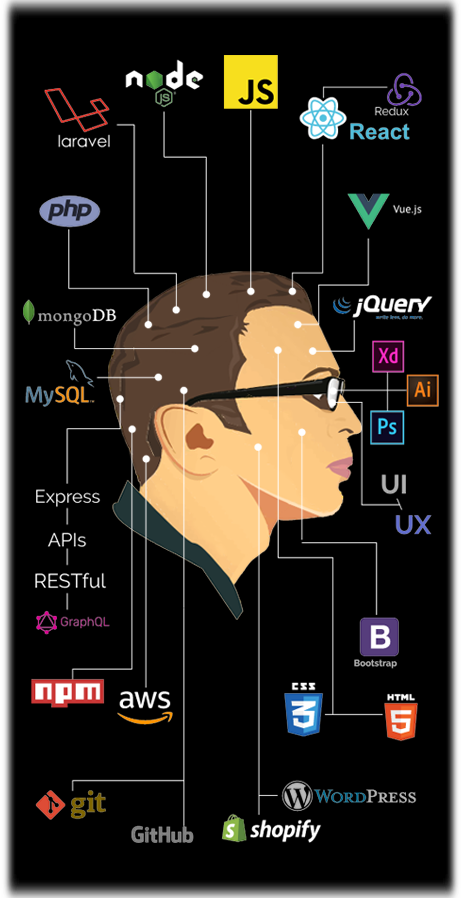 node
JS
JS
Redux
React
laravel
php
Vue.js
mongoDB
jQuery
write less, do more.
Xd
MySQL
Ai
Ps
UI
Express
UX
APIs
RESTful
GraphQL
B
Bootstrap
npm
aws
CSS
3
HTML
5
git
WORDPRESS
GitHub
shopify